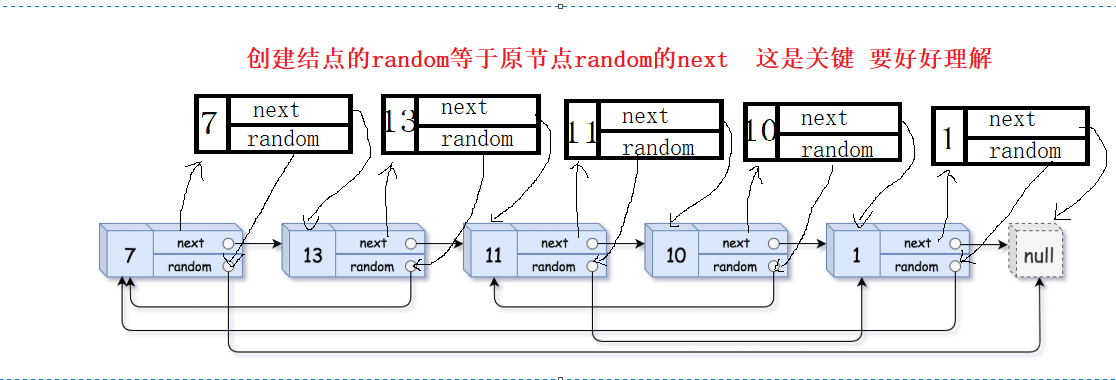 创建结点的random等于原节点random的next 这是关键 要好好理解
7 next random
13 next random
11 next random
10 next random
1 next random
7 next random
13 next random
11 next random
10 next random
1 next random
null